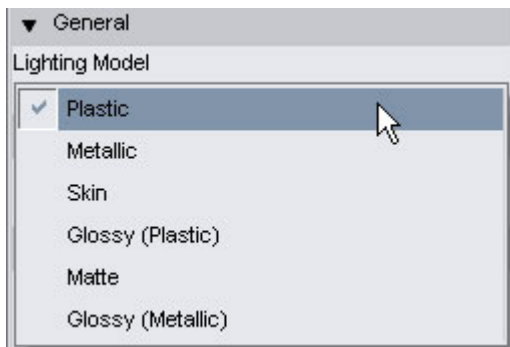 General
Lighting Model
Plastic
Metallic
Skin
Glossy (Plastic)
Matte
Glossy (Metallic)